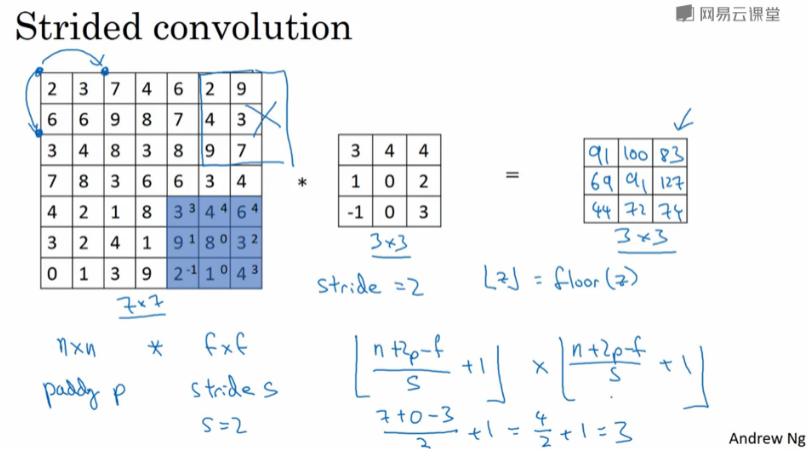 Strided convolution
网易云课堂
2 3 7 4 6 2 9
6 6 9 8 7 4 3
3 4 8 3 8 9 7
7 8 3 6 6 3 4
4 2 1 8 3 3 4 4 6 4
3 2 4 1 9 1 8 0 3 2
0 1 3 9 2 -1 1 0 4 3
7×7
*
3 4 4
1 0 2
-1 0 3
3×3
stride = 2
=
91 100 83
69 91 127
44 72 74
3×3
⌊z⌋ = floor(z)
n×n * f×f
padding p stride s
s=2
⌊(n+2p-f)/s + 1⌋ × ⌊(n+2p-f)/s + 1⌋
(7+0-3)/2 + 1 = 4/2 + 1 = 3
Andrew Ng